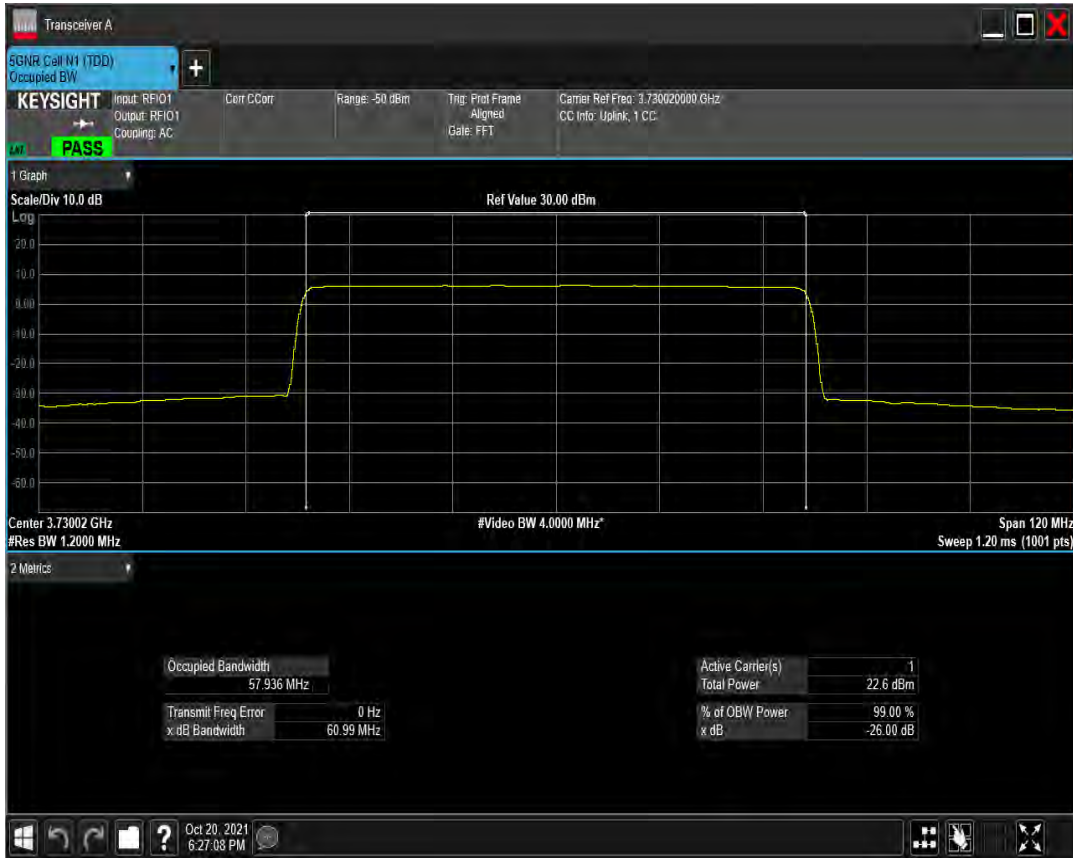 Transceiver A
5GNR Cell N1 (TDD)
Occupied BW
+
KEYSIGHT
Input: RFIO1
Output: RFIO1
Coupling: AC
Corr CCorr
Range: -50 dBm
Trig: Prot Frame
Aligned
Gate: FFT
Carrier Ref Freq: 3.730020000 GHz
CC Info: Uplink, 1 CC
PASS
1 Graph
Scale/Div 10.0 dB
Ref Value 30.00 dBm
Log
20.0
10.0
0.00
-10.0
-20.0
-30.0
-40.0
-50.0
-60.0
Center 3.73002 GHz
#Video BW 4.0000 MHz*
Span 120 MHz
#Res BW 1.2000 MHz
Sweep 1.20 ms (1001 pts)
2 Metrics
Occupied Bandwidth
57.936 MHz
Transmit Freq Error 0 Hz
x dB Bandwidth 60.99 MHz
Active Carrier(s) 1
Total Power 22.6 dBm
% of OBW Power 99.00 %
x dB -26.00 dB
?
Oct 20, 2021
6:27:08 PM